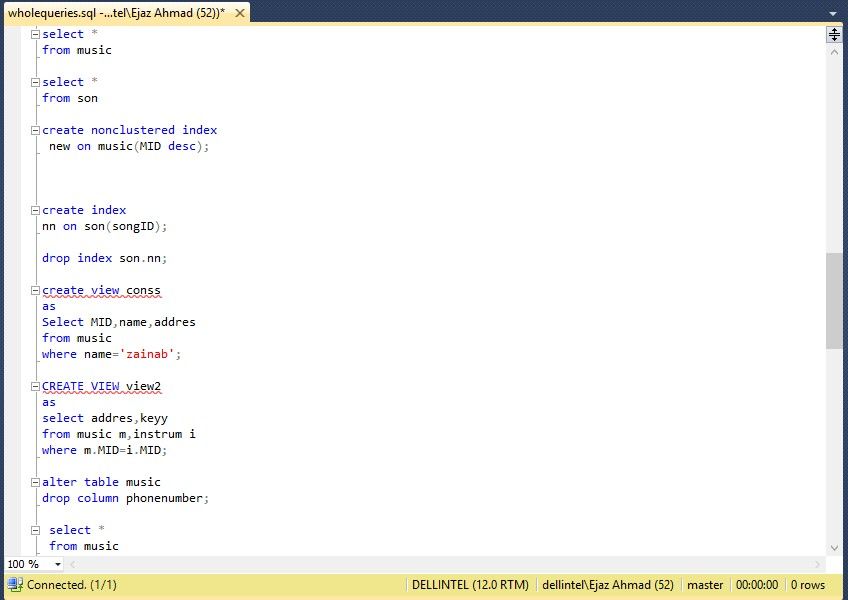 wholequeries.sql -...tel\Ejaz Ahmad (52))*
select *
from music
select *
from son
create nonclustered index
new on music(MID desc);
create index
nn on son(songID);
drop index son.nn;
create view conss
as
Select MID,name,addres
from music
where name='zainab';
CREATE VIEW view2
as
select addres,keyy
from music m,instrum i
where m.MID=i.MID;
alter table music
drop column phonenumber;
select *
from music
100 %
Connected. (1/1) DELLINTEL (12.0 RTM) dellintel\Ejaz Ahmad (52) master 00:00:00 0 rows